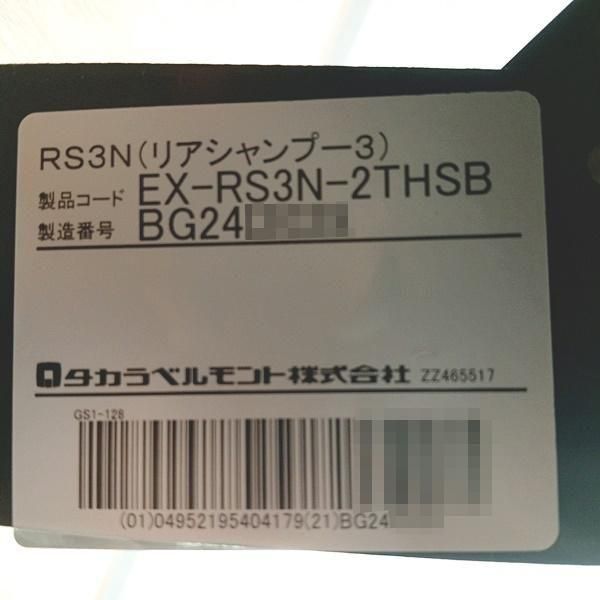 RS3N(リアシャンプー3)
製品コード EX-RS3N-2THSB
製造番号 BG24
タカラベルモント株式会社 ZZ465517
GS1-128
(01)04952195404179(21)BG24